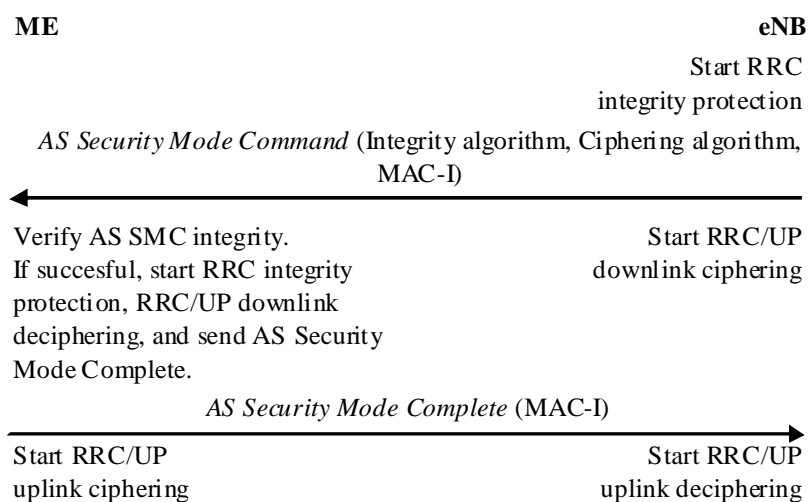 ME eNB
Start RRC
integrity protection
AS Security Mode Command (Integrity algorithm, Ciphering algorithm,
MAC-I)
Verify AS SMC integrity.
If succesful, start RRC integrity
protection, RRC/UP downlink
deciphering, and send AS Security
Mode Complete.
Start RRC/UP
downlink ciphering
AS Security Mode Complete (MAC-I)
Start RRC/UP
uplink ciphering
Start RRC/UP
uplink deciphering